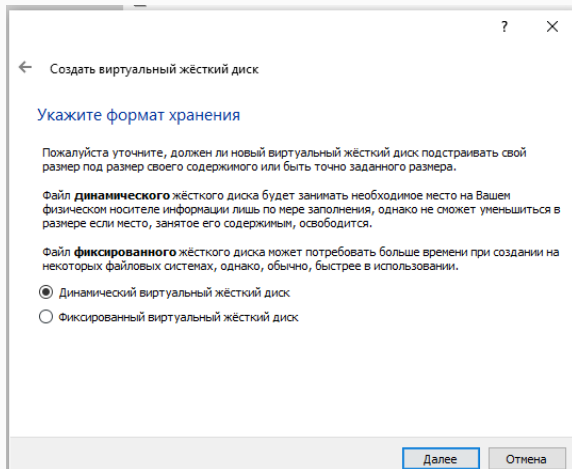 ?
Создать виртуальный жёсткий диск
Укажите формат хранения
Пожалуйста уточните, должен ли новый виртуальный жёсткий диск подстраивать свой
размер под размер своего содержимого или быть точно заданного размера.
Файл динамического жёсткого диска будет занимать необходимое место на Вашем
физическом носителе информации лишь по мере заполнения, однако не сможет уменьшиться в
размере если место, занятое его содержимым, освободится.
Файл фиксированного жёсткого диска может потребовать больше времени при создании на
некоторых файловых системах, однако, обычно, быстрее в использовании.
Динамический виртуальный жёсткий диск
Фиксированный виртуальный жёсткий диск
Далее Отмена